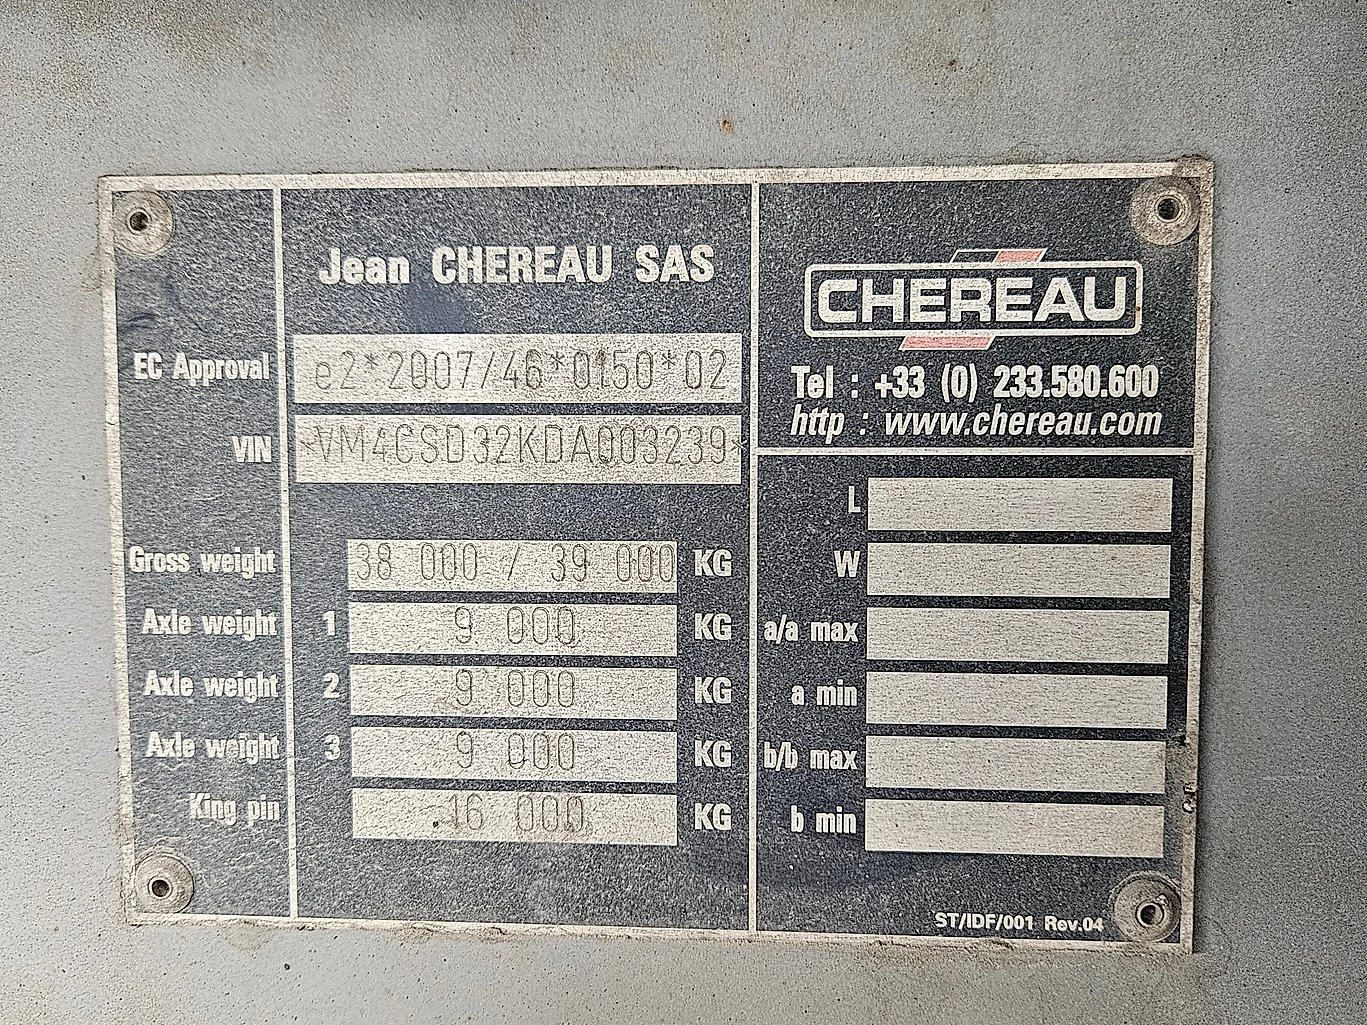 Jean CHEREAU SAS
EC Approval e2*2007/46*0150*02
VIN *VM4CSD32KDA003239*
Gross weight 38 000 / 39 000 KG
Axle weight 1 9 000 KG
Axle weight 2 9 000 KG
Axle weight 3 9 000 KG
King pin 16 000 KG
CHEREAU
Tel : +33 (0) 233.580.600
http : www.chereau.com
L
W
a/a max
a min
b/b max
b min
ST/IDF/001 Rev.04